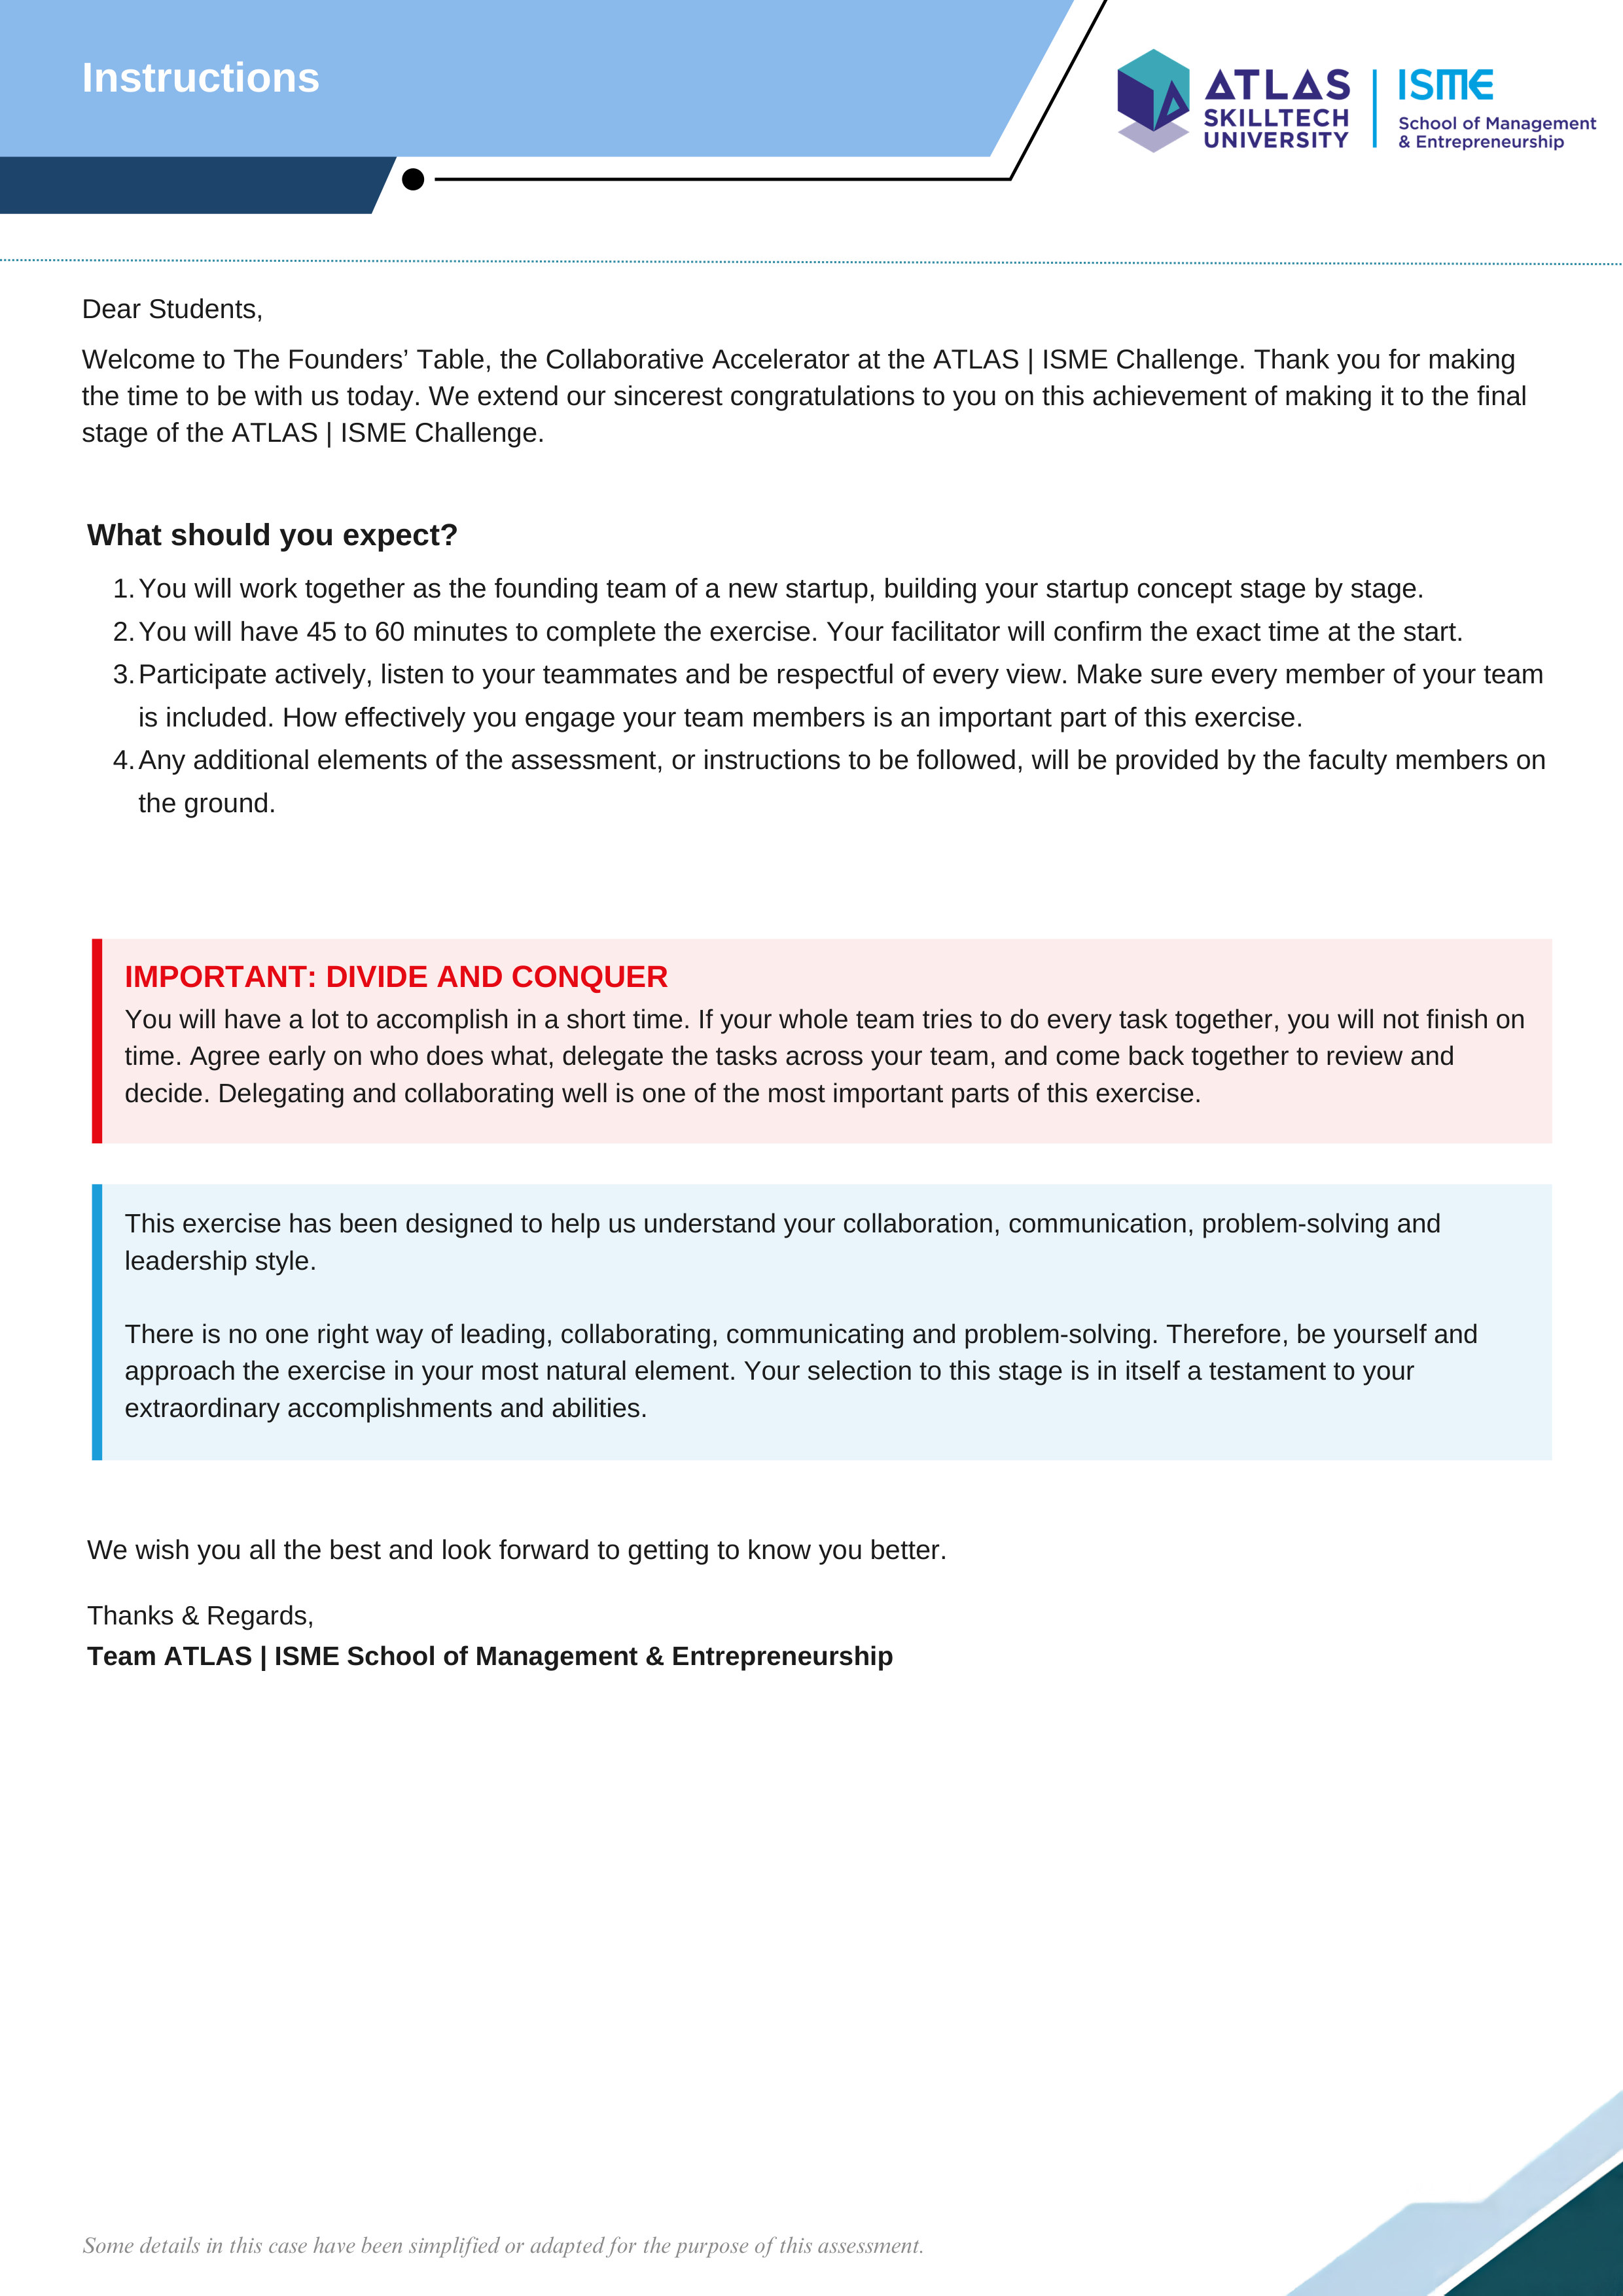 Instructions
ATLAS
SKILLTECH
UNIVERSITY
ISME
School of Management
& Entrepreneurship
Dear Students,
Welcome to The Founders’ Table, the Collaborative Accelerator at the ATLAS | ISME Challenge. Thank you for making
the time to be with us today. We extend our sincerest congratulations to you on this achievement of making it to the final
stage of the ATLAS | ISME Challenge.
What should you expect?
1. You will work together as the founding team of a new startup, building your startup concept stage by stage.
2. You will have 45 to 60 minutes to complete the exercise. Your facilitator will confirm the exact time at the start.
3. Participate actively, listen to your teammates and be respectful of every view. Make sure every member of your team
is included. How effectively you engage your team members is an important part of this exercise.
4. Any additional elements of the assessment, or instructions to be followed, will be provided by the faculty members on
the ground.
IMPORTANT: DIVIDE AND CONQUER
You will have a lot to accomplish in a short time. If your whole team tries to do every task together, you will not finish on
time. Agree early on who does what, delegate the tasks across your team, and come back together to review and
decide. Delegating and collaborating well is one of the most important parts of this exercise.
This exercise has been designed to help us understand your collaboration, communication, problem-solving and
leadership style.
There is no one right way of leading, collaborating, communicating and problem-solving. Therefore, be yourself and
approach the exercise in your most natural element. Your selection to this stage is in itself a testament to your
extraordinary accomplishments and abilities.
We wish you all the best and look forward to getting to know you better.
Thanks & Regards,
Team ATLAS | ISME School of Management & Entrepreneurship
Some details in this case have been simplified or adapted for the purpose of this assessment.